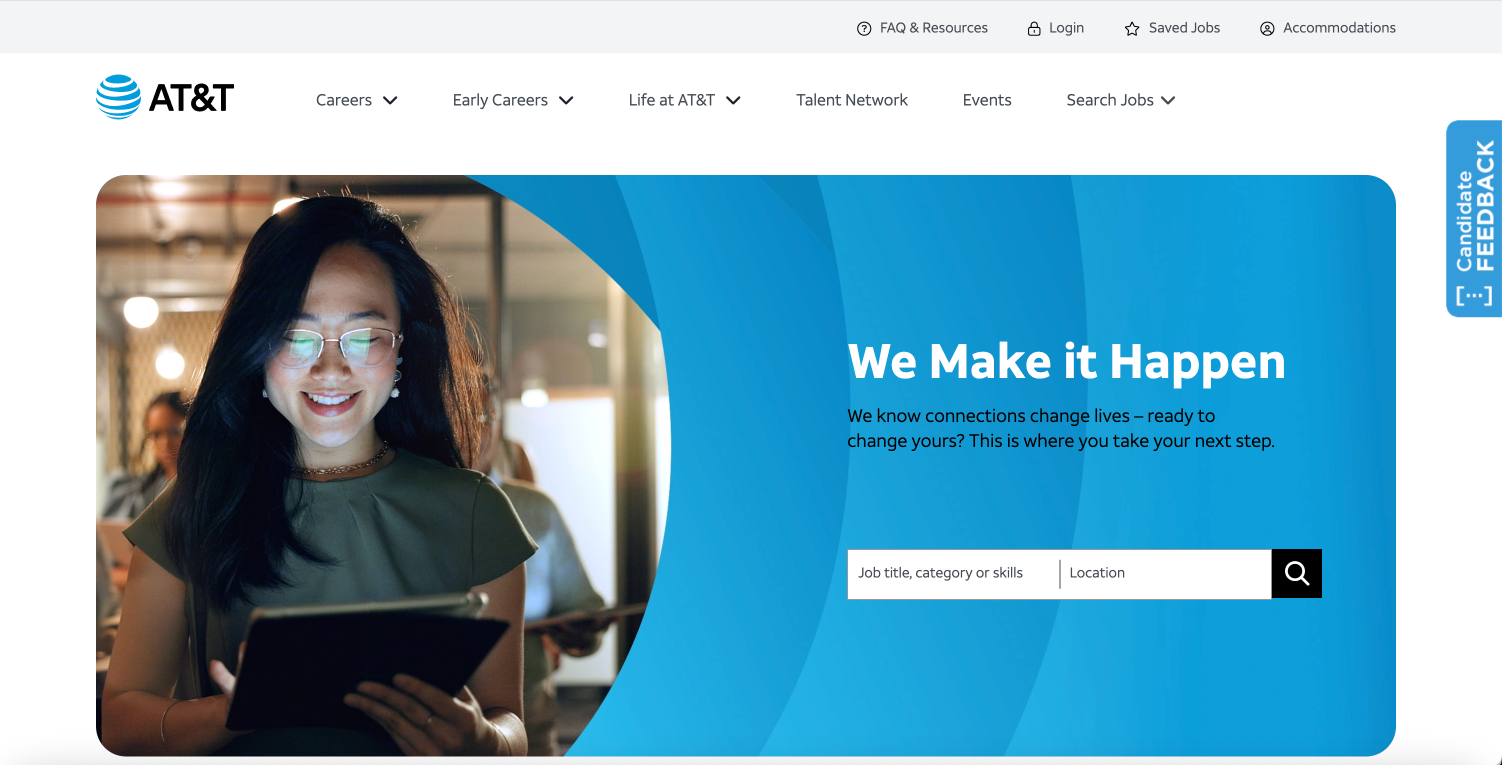 FAQ & Resources
Login
Saved Jobs
Accommodations
AT&T
Careers
Early Careers
Life at AT&T
Talent Network
Events
Search Jobs
Candidate
FEEDBACK
We Make it Happen
We know connections change lives – ready to
change yours? This is where you take your next step.
Job title, category or skills
Location